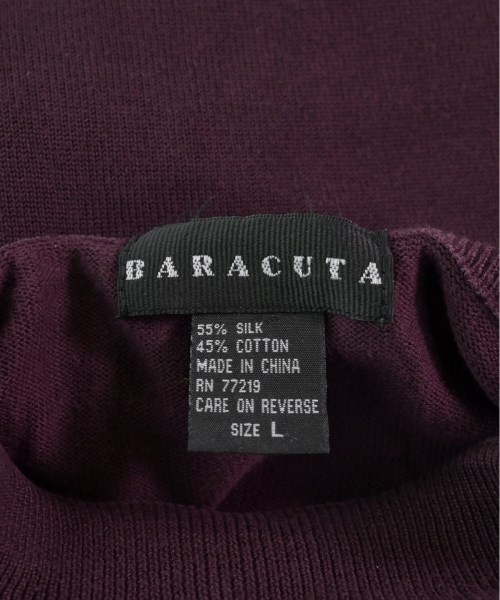 BARACUTA
55% SILK
45% COTTON
MADE IN CHINA
RN 77219
CARE ON REVERSE
SIZE L